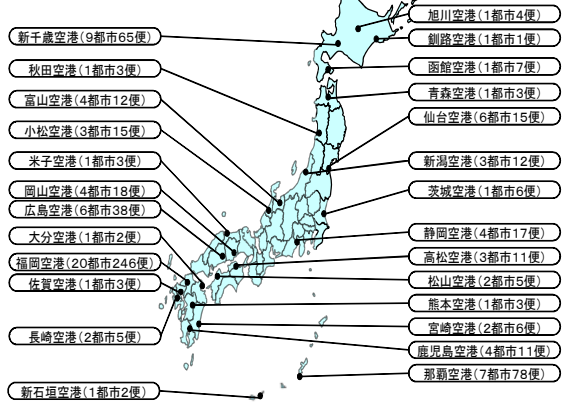 新千歳空港(9都市65便)
秋田空港(1都市3便)
富山空港(4都市12便)
小松空港(3都市15便)
米子空港(1都市3便)
岡山空港(4都市18便)
広島空港(6都市38便)
大分空港(1都市2便)
福岡空港(20都市246便)
佐賀空港(1都市3便)
長崎空港(2都市5便)
新石垣空港(1都市2便)
旭川空港(1都市4便)
釧路空港(1都市1便)
函館空港(1都市7便)
青森空港(1都市3便)
仙台空港(6都市15便)
新潟空港(3都市12便)
茨城空港(1都市6便)
静岡空港(4都市17便)
高松空港(3都市11便)
松山空港(2都市5便)
熊本空港(1都市3便)
宮崎空港(2都市6便)
鹿児島空港(4都市11便)
那覇空港(7都市78便)